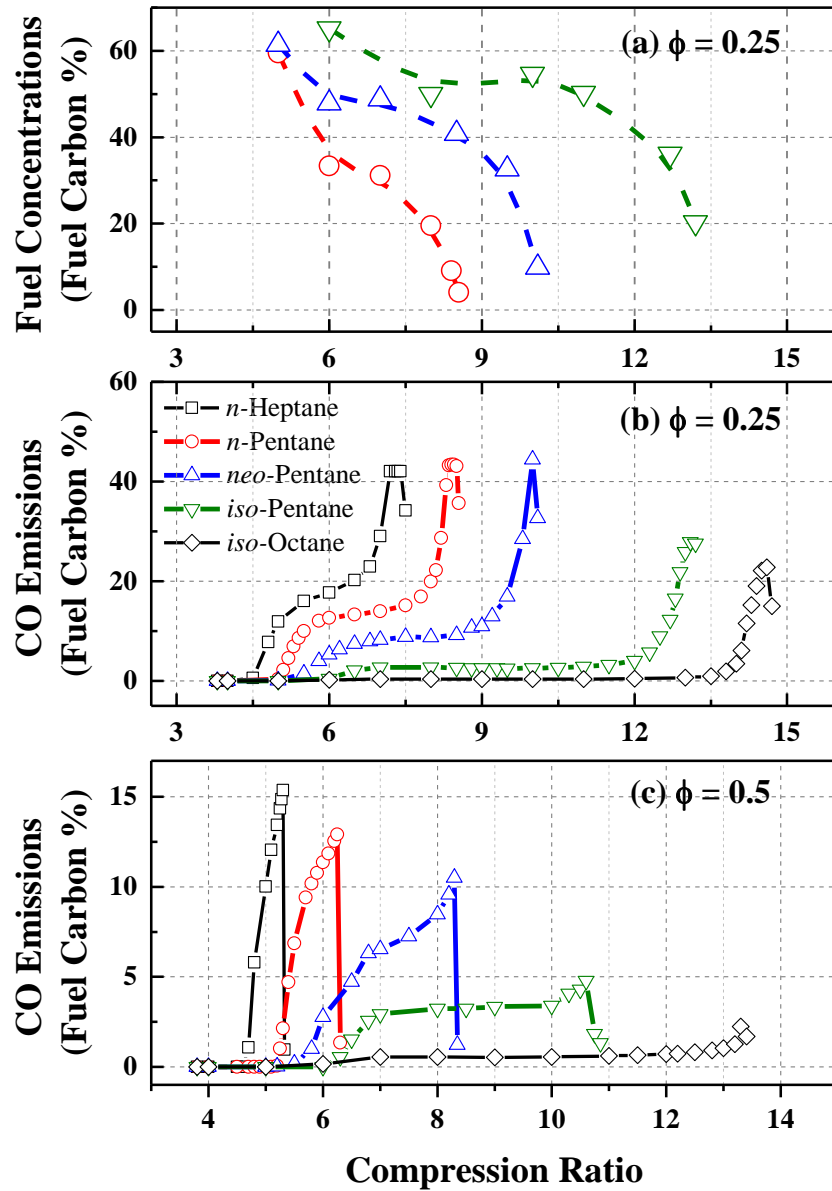 Fuel Concentrations
(Fuel Carbon %)
60
40
20
0
(a) ϕ = 0.25
3 6 9 12 15
CO Emissions
(Fuel Carbon %)
60
40
20
0
n-Heptane
n-Pentane
neo-Pentane
iso-Pentane
iso-Octane
(b) ϕ = 0.25
3 6 9 12 15
CO Emissions
(Fuel Carbon %)
15
10
5
0
(c) ϕ = 0.5
4 6 8 10 12 14
Compression Ratio